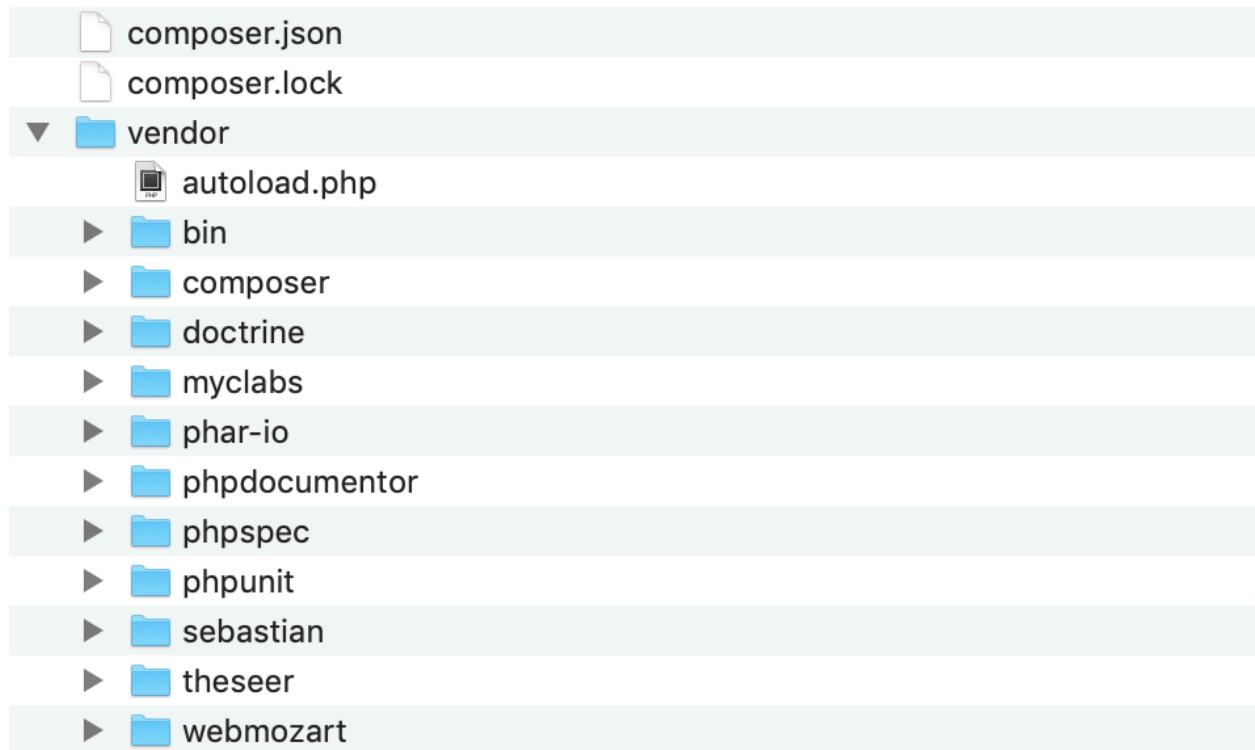 composer.json
composer.lock
vendor
autoload.php
bin
composer
doctrine
myclabs
phar-io
phpdocumentor
phpspec
phpunit
sebastian
theseer
webmozart